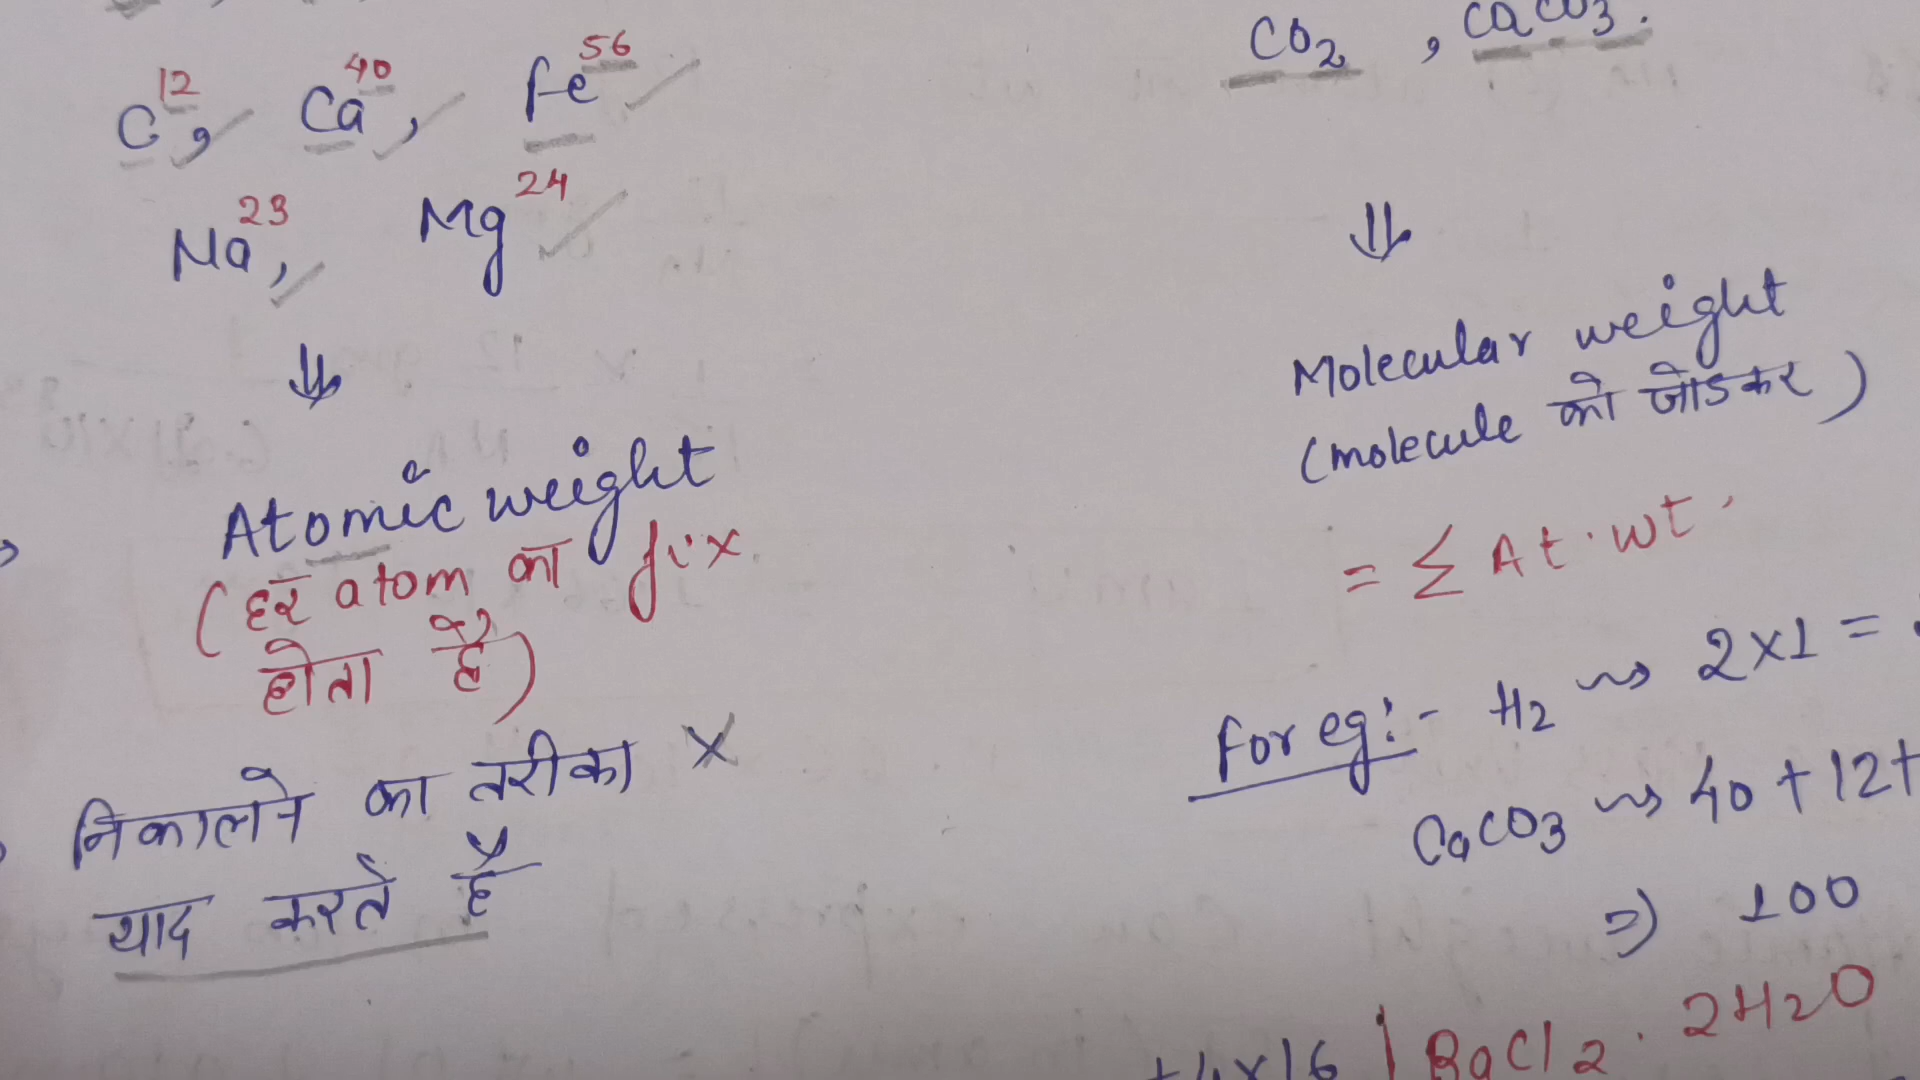 C¹², Ca⁴⁰, Fe⁵⁶
Na²³, Mg²⁴
⇓
Atomic weight
(हर atom का fix
होता है)
निकालने का तरीका ×
याद करते है
CO₂, CaCO₃.
⇓
Molecular weight
(molecule को जोडकर)
= Σ At. wt.
For eg:- H₂ ⇝ 2×1 =
CaCO₃ ⇝ 40 + 12 +
⇒ 100
BaCl₂. 2H₂O